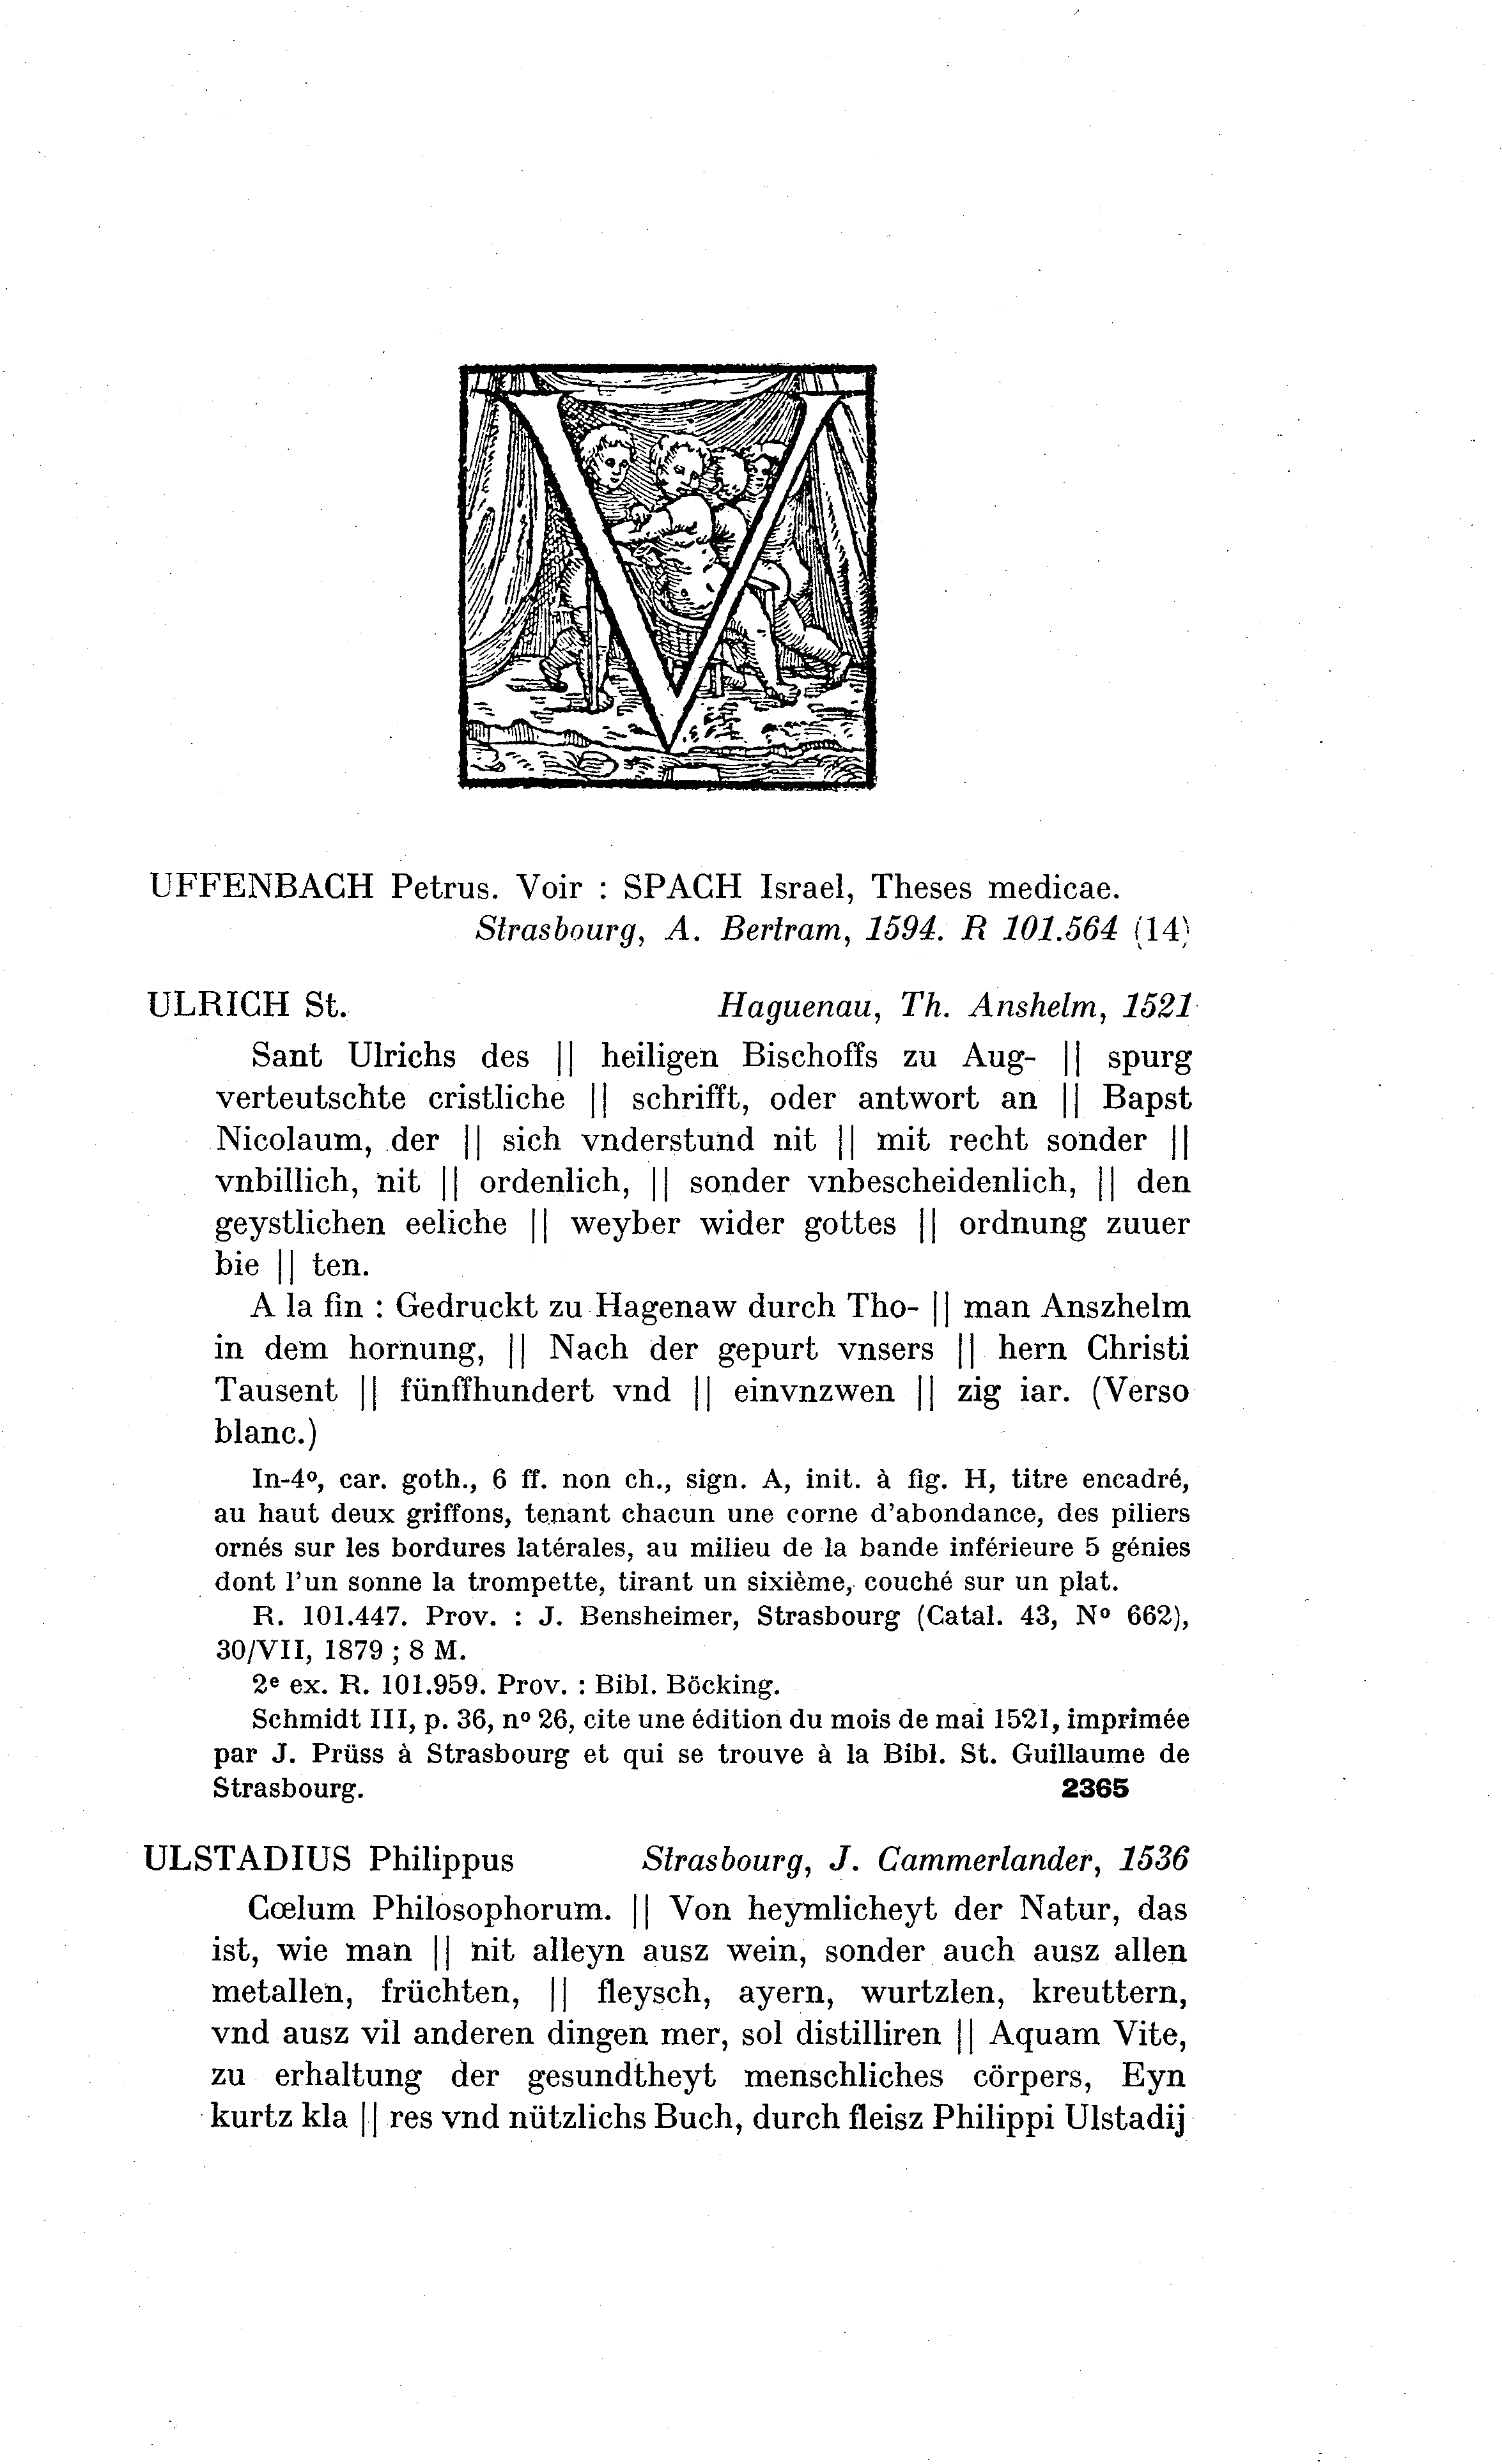 V
UFFENBACH Petrus. Voir : SPACH Israel, Theses medicae.
Strasbourg, A. Bertram, 1594. R 101.564 (14)
ULRICH St. Haguenau, Th. Anshelm, 1521
Sant Ulrichs des || heiligen Bischoffs zu Aug- || spurg
verteutschte cristliche || schrifft, oder antwort an || Bapst
Nicolaum, der || sich vnderstund nit || mit recht sonder ||
vnbillich, nit || ordenlich, || sonder vnbescheidenlich, || den
geystlichen eeliche || weyber wider gottes || ordnung zuuer
bie || ten.
A la fin : Gedruckt zu Hagenaw durch Tho- || man Anszhelm
in dem hornung, || Nach der gepurt vnsers || hern Christi
Tausent || fünffhundert vnd || einvnzwen || zig iar. (Verso
blanc.)
In-4º, car. goth., 6 ff. non ch., sign. A, init. à fig. H, titre encadré,
au haut deux griffons, tenant chacun une corne d'abondance, des piliers
ornés sur les bordures latérales, au milieu de la bande inférieure 5 génies
dont l'un sonne la trompette, tirant un sixième, couché sur un plat.
R. 101.447. Prov. : J. Bensheimer, Strasbourg (Catal. 43, Nº 662),
30/VII, 1879 ; 8 M.
2e ex. R. 101.959. Prov. : Bibl. Böcking.
Schmidt III, p. 36, nº 26, cite une édition du mois de mai 1521, imprimée
par J. Prüss à Strasbourg et qui se trouve à la Bibl. St. Guillaume de
Strasbourg. 2365
ULSTADIUS Philippus Strasbourg, J. Cammerlander, 1536
Cœlum Philosophorum. || Von heymlicheyt der Natur, das
ist, wie man || nit alleyn ausz wein, sonder auch ausz allen
metallen, früchten, || fleysch, ayern, wurtzlen, kreuttern,
vnd ausz vil anderen dingen mer, sol distilliren || Aquam Vite,
zu erhaltung der gesundtheyt menschliches cörpers, Eyn
kurtz kla || res vnd nützlichs Buch, durch fleisz Philippi Ulstadij